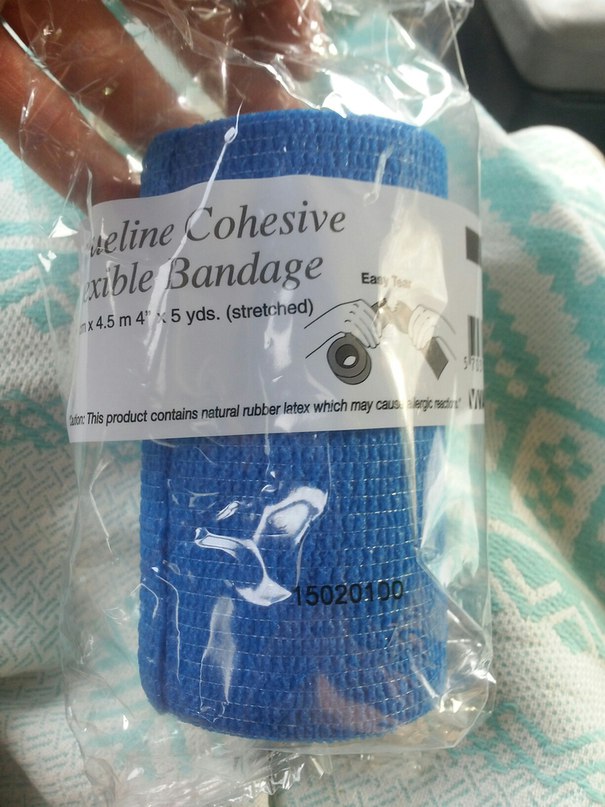 Cohesive
Bandage
x 4.5 m 4" x 5 yds. (stretched)
Easy Tear
This product contains natural rubber latex which may cause allergic reaction."
15020100